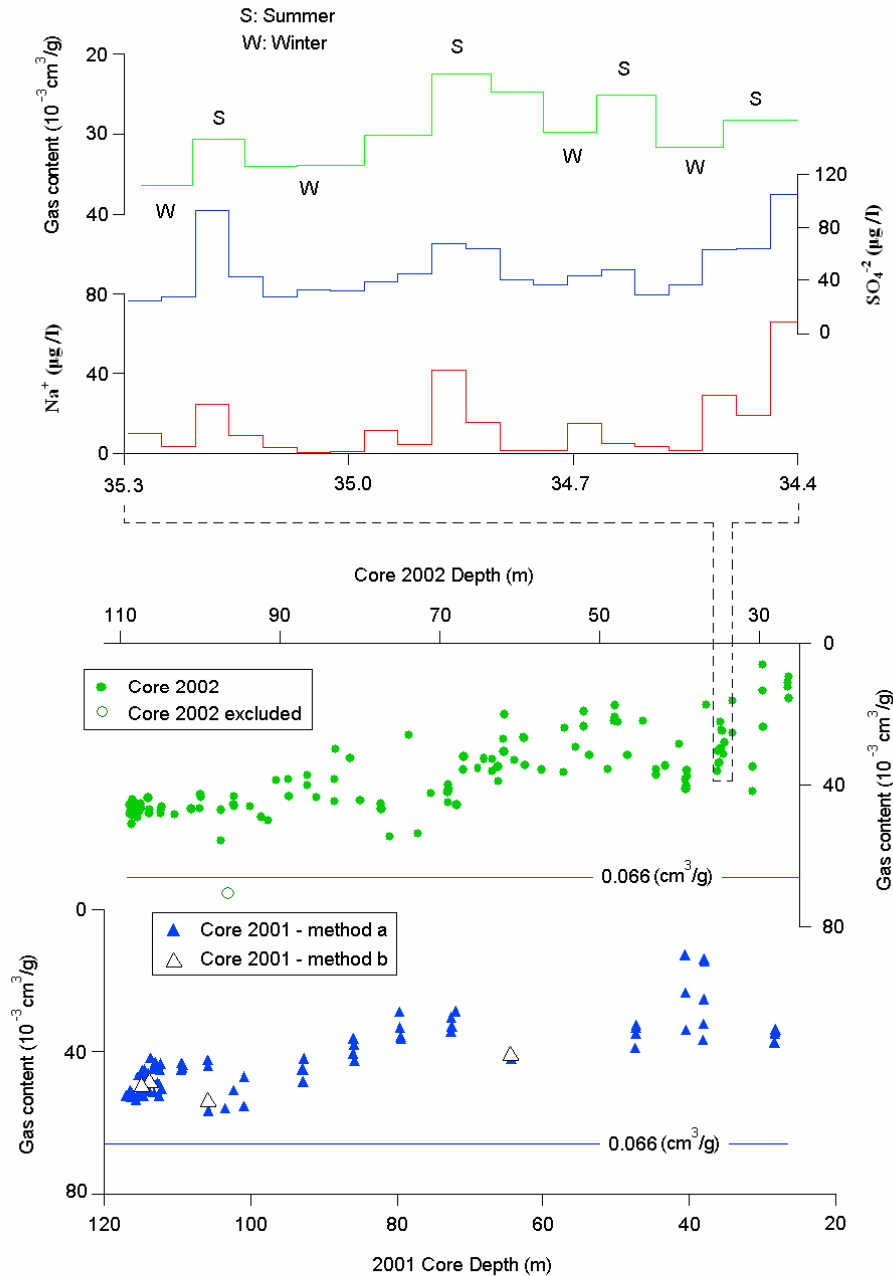 S: Summer
W: Winter
Gas content (10⁻³ cm³/g)
20
30
40
S
S
S
S
W
W
W
W
SO₄⁻² (µg /l)
120
80
40
0
Na⁺ (µg /l)
80
40
0
35.3 35.0 34.7 34.4
Core 2002 Depth (m)
110 90 70 50 30
Core 2002
Core 2002 excluded
0
40
80
Gas content (10⁻³ cm³/g)
0.066 (cm³/g)
Core 2001 - method a
Core 2001 - method b
Gas content (10⁻³ cm³/g)
0
40
80
0.066 (cm³/g)
120 100 80 60 40 20
2001 Core Depth (m)